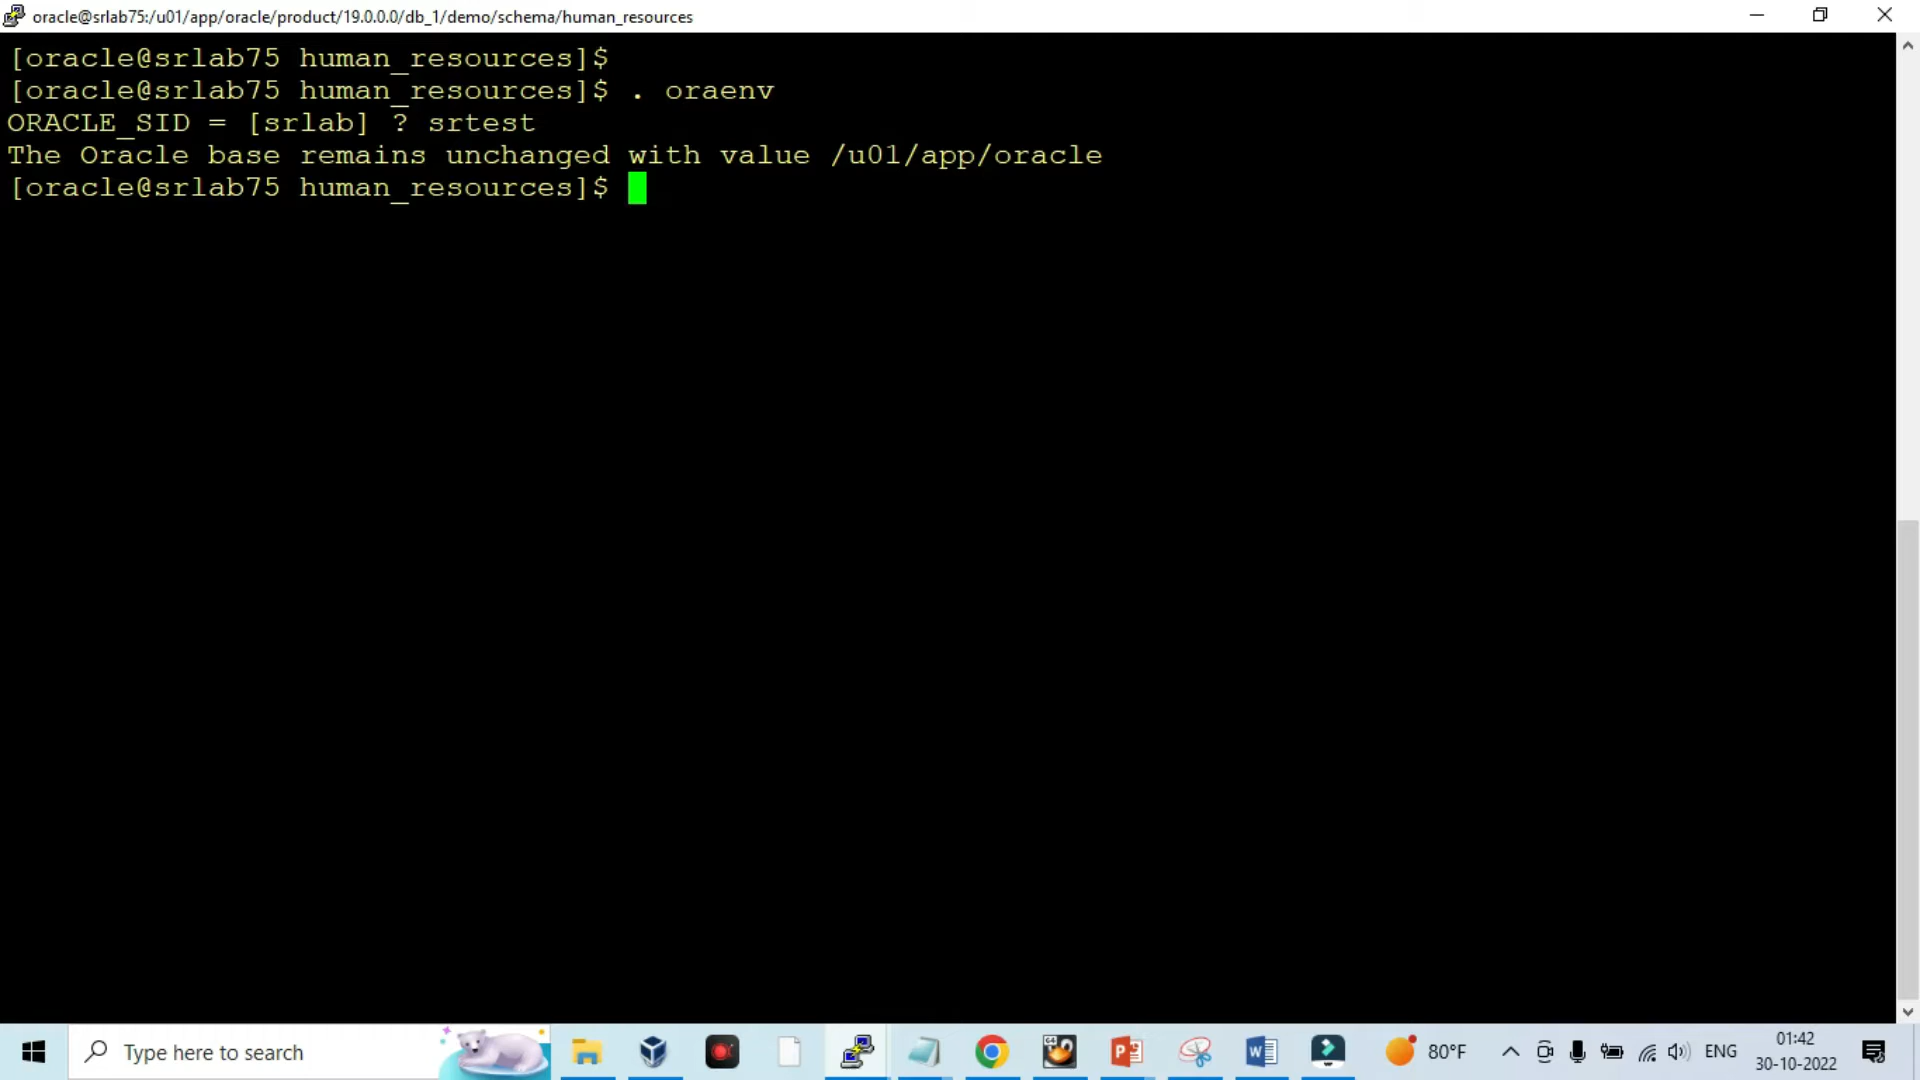 oracle@srlab75:/u01/app/oracle/product/19.0.0.0/db_1/demo/schema/human_resources
[oracle@srlab75 human_resources]$
[oracle@srlab75 human_resources]$ . oraenv
ORACLE_SID = [srlab] ? srtest
The Oracle base remains unchanged with value /u01/app/oracle
[oracle@srlab75 human_resources]$
Type here to search
80°F
ENG
01:42
30-10-2022